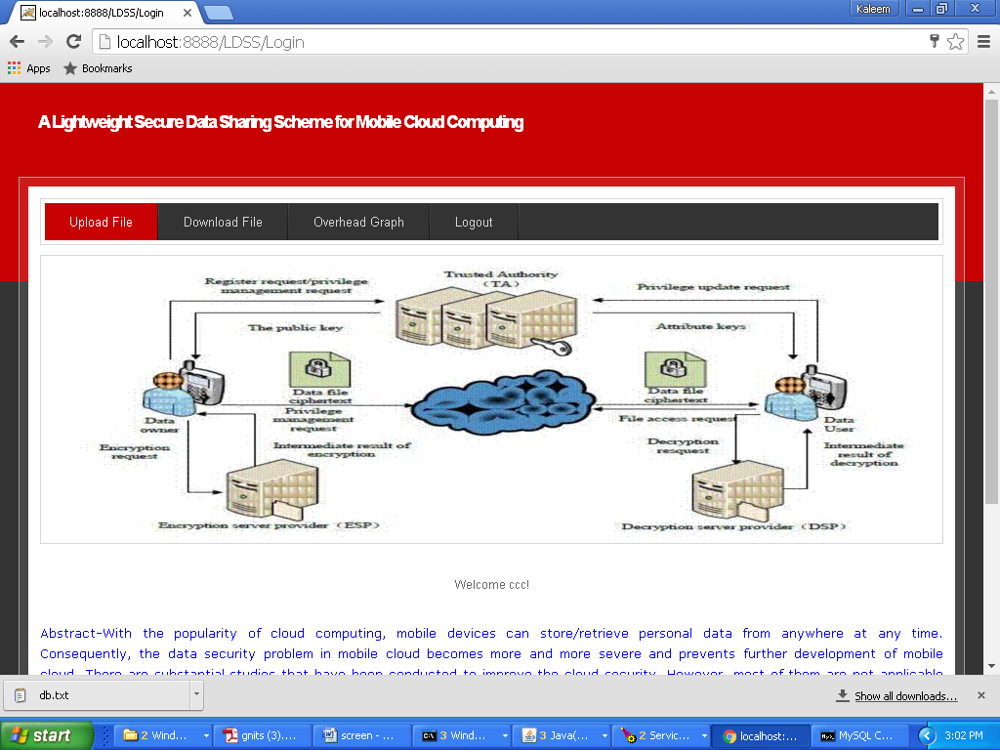 localhost:8888/LDSS/Login
Kaleem
localhost:8888/LDSS/Login
Apps
Bookmarks
A Lightweight Secure Data Sharing Scheme for Mobile Cloud Computing
Upload File
Download File
Overhead Graph
Logout
Register request/privilege
management request
Trusted Authority
(TA)
Privilege update request
The public key
Attribute keys
Data file
ciphertext
Data file
ciphertext
Privilege
management
request
File access request
Data
owner
Data
User
Encryption
request
Intermediate result of
encryption
Decryption
resquest
Intermediate
result of
decryption
Encryption server provider (ESP)
Decryption server provider (DSP)
Welcome ccc!
Abstract-With the popularity of cloud computing, mobile devices can store/retrieve personal data from anywhere at any time.
Consequently, the data security problem in mobile cloud becomes more and more severe and prevents further development of mobile
cloud. There are substantial studies that have been conducted to improve the cloud security. However, most of them are not applicable
db.txt
Show all downloads...
start
2 Wind...
gnits (3)....
screen - ...
3 Wind...
3 Java(...
2 Servic...
localhost:...
MySQL C...
3:02 PM